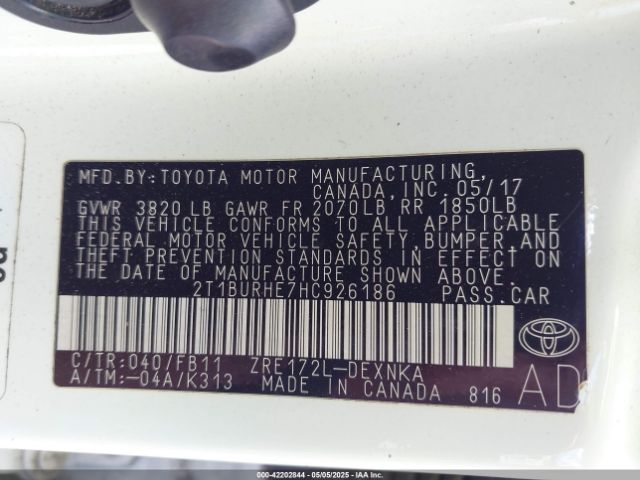 MFD.BY:TOYOTA MOTOR MANUFACTURING,
CANADA, INC. 05/17
GVWR 3820 LB GAWR FR 2070LB RR 1850LB
THIS VEHICLE CONFORMS TO ALL APPLICABLE
FEDERAL MOTOR VEHICLE SAFETY, BUMPER, AND
THEFT PREVENTION STANDARDS IN EFFECT ON
THE DATE OF MANUFACTURE SHOWN ABOVE.
2T1BURHE7HC926186 PASS.CAR
C/TR:040/FB11 ZRE172L-DEXNKA
A/TM:-04A/K313 MADE IN CANADA 816
AD
000-42202844 - 05/05/2025 - IAAI.com